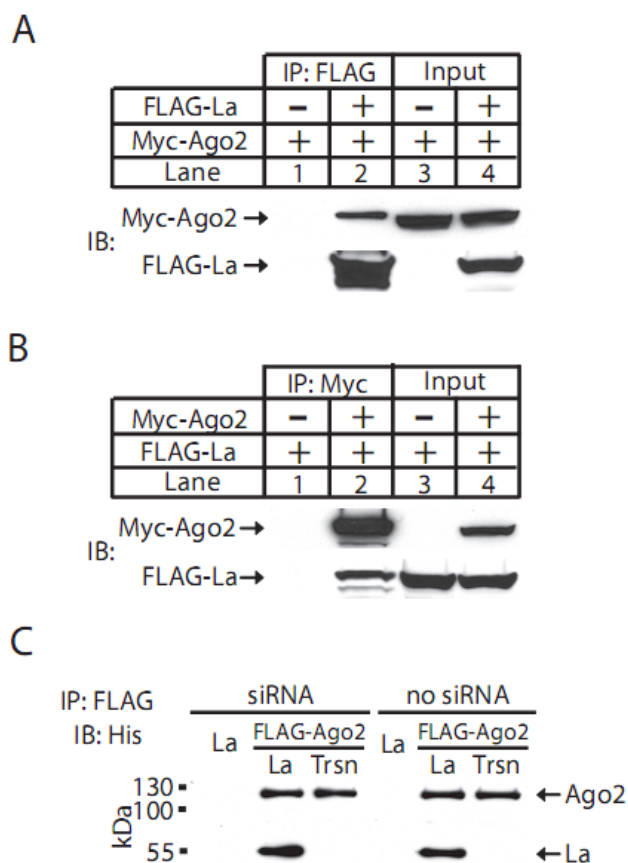 A
IP: FLAG Input
FLAG-La − + − +
Myc-Ago2 + + + +
Lane 1 2 3 4
Myc-Ago2→
IB:
FLAG-La→
B
IP: Myc Input
Myc-Ago2 − + − +
FLAG-La + + + +
Lane 1 2 3 4
Myc-Ago2→
IB:
FLAG-La→
C
IP: FLAG siRNA no siRNA
IB: His La FLAG-Ago2 La FLAG-Ago2
La Trsn La Trsn
130
100
kDa
55
←Ago2
←La